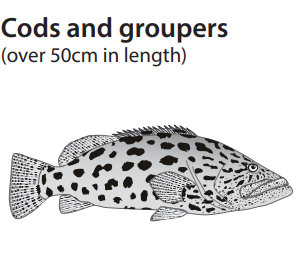 Cods and groupers
(over 50cm in length)